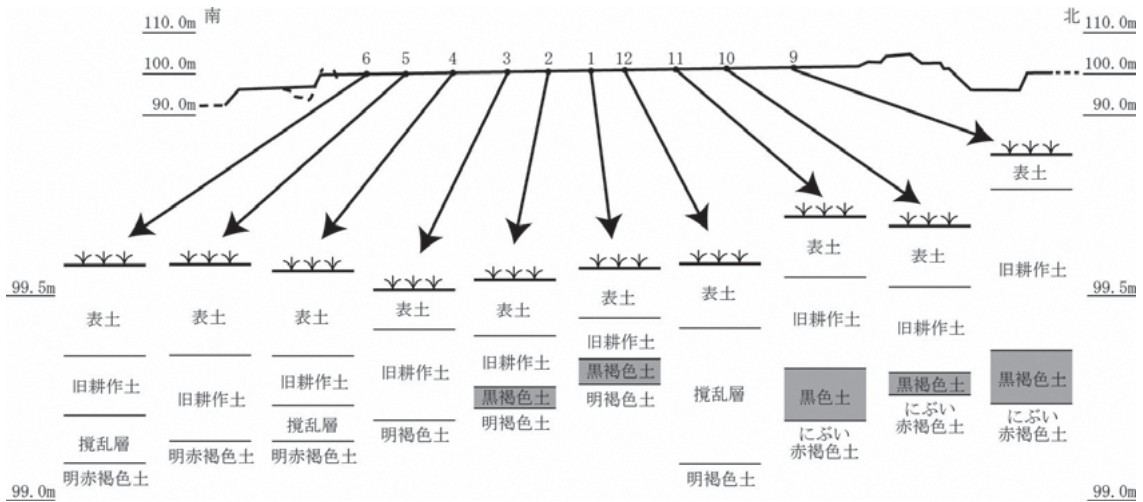 南
北
110.0m
100.0m
90.0m
110.0m
100.0m
90.0m
6 5 4 3 2 1 12 11 10 9
99.5m
99.0m
99.5m
99.0m
表土
旧耕作土
撹乱層
明赤褐色土
表土
旧耕作土
明赤褐色土
表土
旧耕作土
撹乱層
明赤褐色土
表土
旧耕作土
明褐色土
表土
旧耕作土
黒褐色土
明褐色土
表土
旧耕作土
黒褐色土
明褐色土
表土
撹乱層
明褐色土
表土
旧耕作土
黒色土
にぶい
赤褐色土
表土
旧耕作土
黒褐色土
にぶい
赤褐色土
表土
旧耕作土
黒褐色土
にぶい
赤褐色土